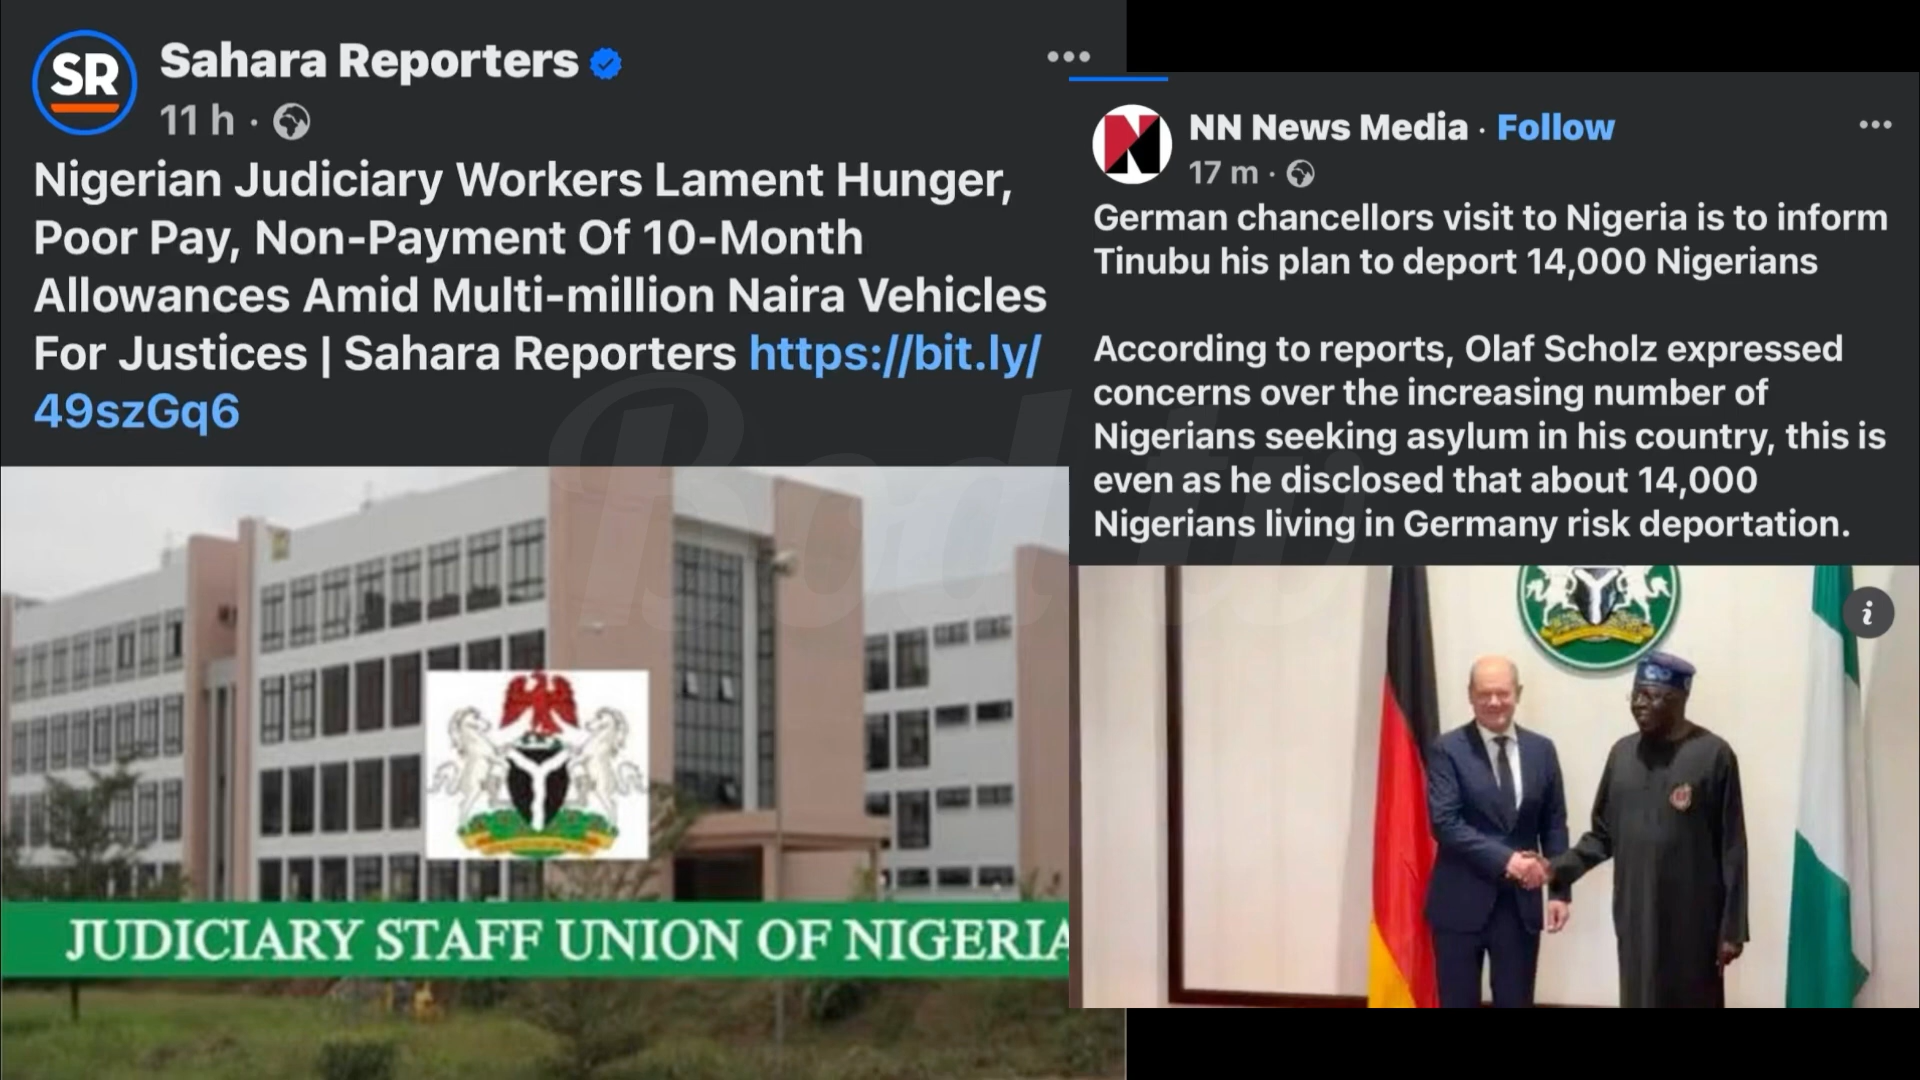 SR
Sahara Reporters
11 h ·
Nigerian Judiciary Workers Lament Hunger,
Poor Pay, Non-Payment Of 10-Month
Allowances Amid Multi-million Naira Vehicles
For Justices | Sahara Reporters https://bit.ly/
49szGq6
JUDICIARY STAFF UNION OF NIGERIA
N
NN News Media · Follow
17 m ·
German chancellors visit to Nigeria is to inform
Tinubu his plan to deport 14,000 Nigerians
According to reports, Olaf Scholz expressed
concerns over the increasing number of
Nigerians seeking asylum in his country, this is
even as he disclosed that about 14,000
Nigerians living in Germany risk deportation.
i
Bod tv